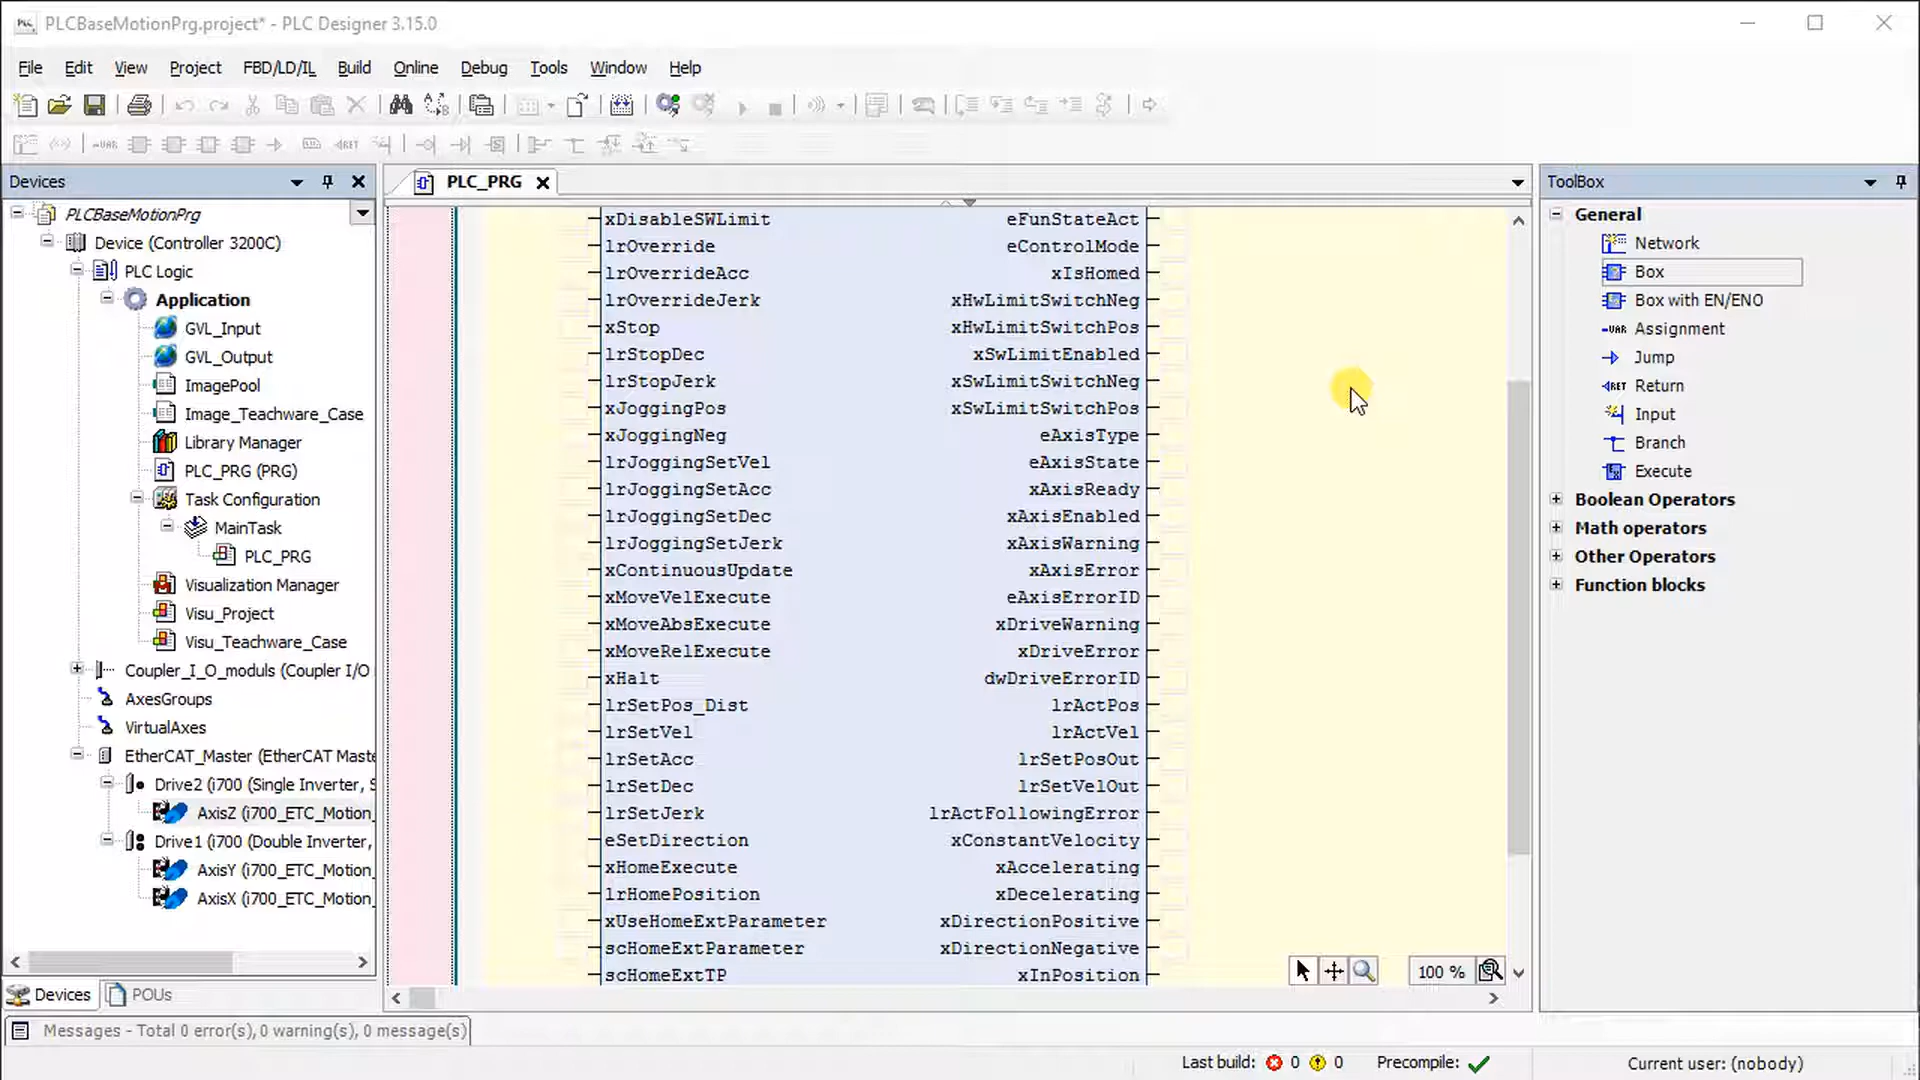 PLCBaseMotionPrg.project* - PLC Designer 3.15.0
File Edit View Project FBD/LD/IL Build Online Debug Tools Window Help
Devices
PLCBaseMotionPrg
Device (Controller 3200C)
PLC Logic
Application
GVL_Input
GVL_Output
ImagePool
Image_Teachware_Case
Library Manager
PLC_PRG (PRG)
Task Configuration
MainTask
PLC_PRG
Visualization Manager
Visu_Project
Visu_Teachware_Case
Coupler_I_O_moduls (Coupler I/O
AxesGroups
VirtualAxes
EtherCAT_Master (EtherCAT Maste
Drive2 (i700 (Single Inverter, S
AxisZ (i700_ETC_Motion_
Drive1 (i700 (Double Inverter,
AxisY (i700_ETC_Motion_
AxisX (i700_ETC_Motion_
Devices POUs
PLC_PRG
xDisableSWLimit eFunStateAct
lrOverride eControlMode
lrOverrideAcc xIsHomed
lrOverrideJerk xHwLimitSwitchNeg
xStop xHwLimitSwitchPos
lrStopDec xSwLimitEnabled
lrStopJerk xSwLimitSwitchNeg
xJoggingPos xSwLimitSwitchPos
xJoggingNeg eAxisType
lrJoggingSetVel eAxisState
lrJoggingSetAcc xAxisReady
lrJoggingSetDec xAxisEnabled
lrJoggingSetJerk xAxisWarning
xContinuousUpdate xAxisError
xMoveVelExecute eAxisErrorID
xMoveAbsExecute xDriveWarning
xMoveRelExecute xDriveError
xHalt dwDriveErrorID
lrSetPos_Dist lrActPos
lrSetVel lrActVel
lrSetAcc lrSetPosOut
lrSetDec lrSetVelOut
lrSetJerk lrActFollowingError
eSetDirection xConstantVelocity
xHomeExecute xAccelerating
lrHomePosition xDecelerating
xUseHomeExtParameter xDirectionPositive
scHomeExtParameter xDirectionNegative
scHomeExtTP xInPosition
100 %
ToolBox
General
Network
Box
Box with EN/ENO
Assignment
Jump
Return
Input
Branch
Execute
Boolean Operators
Math operators
Other Operators
Function blocks
Messages - Total 0 error(s), 0 warning(s), 0 message(s)
Last build: 0 0 Precompile: Current user: (nobody)